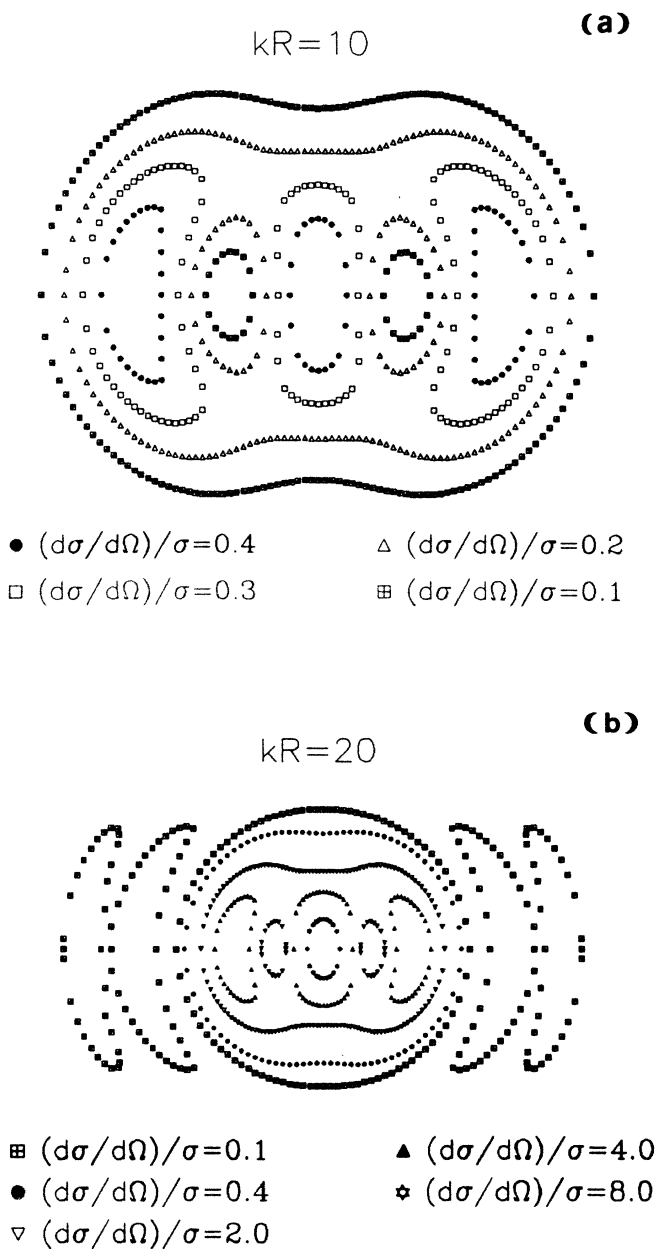 (a)
kR=10
● (dσ/dΩ)/σ=0.4
△ (dσ/dΩ)/σ=0.2
□ (dσ/dΩ)/σ=0.3
⊞ (dσ/dΩ)/σ=0.1
(b)
kR=20
⊞ (dσ/dΩ)/σ=0.1
▲ (dσ/dΩ)/σ=4.0
● (dσ/dΩ)/σ=0.4
✡ (dσ/dΩ)/σ=8.0
▽ (dσ/dΩ)/σ=2.0